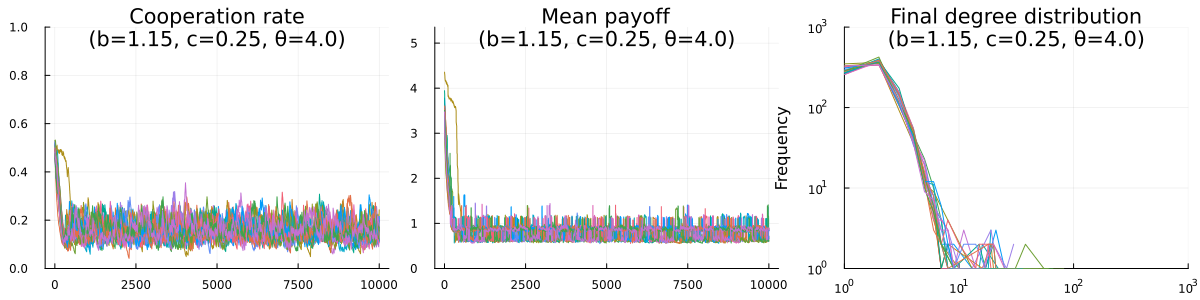 Cooperation rate
(b=1.15, c=0.25, θ=4.0)
1.0
0.8
0.6
0.4
0.2
0.0
0 2500 5000 7500 10000
Mean payoff
(b=1.15, c=0.25, θ=4.0)
5
4
3
2
1
0
0 2500 5000 7500 10000
Final degree distribution
(b=1.15, c=0.25, θ=4.0)
Frequency
10³
10²
10¹
10⁰
10⁰ 10¹ 10² 10³